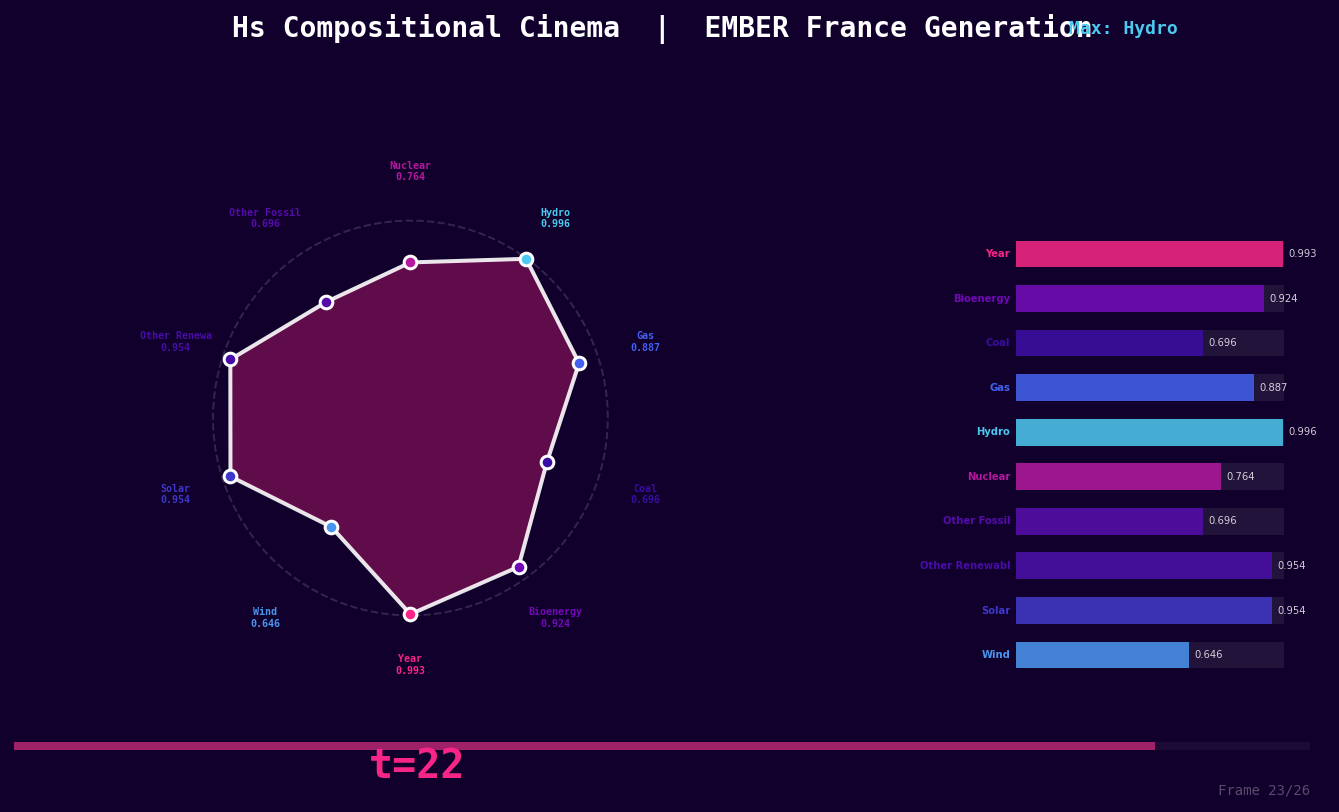 Hs Compositional Cinema | EMBER France Generation
Max: Hydro
Nuclear
0.764
Other Fossil
0.696
Hydro
0.996
Other Renewa
0.954
Gas
0.887
Solar
0.954
Coal
0.696
Wind
0.646
Bioenergy
0.924
Year
0.993
Year 0.993
Bioenergy 0.924
Coal 0.696
Gas 0.887
Hydro 0.996
Nuclear 0.764
Other Fossil 0.696
Other Renewabl 0.954
Solar 0.954
Wind 0.646
t=22
Frame 23/26